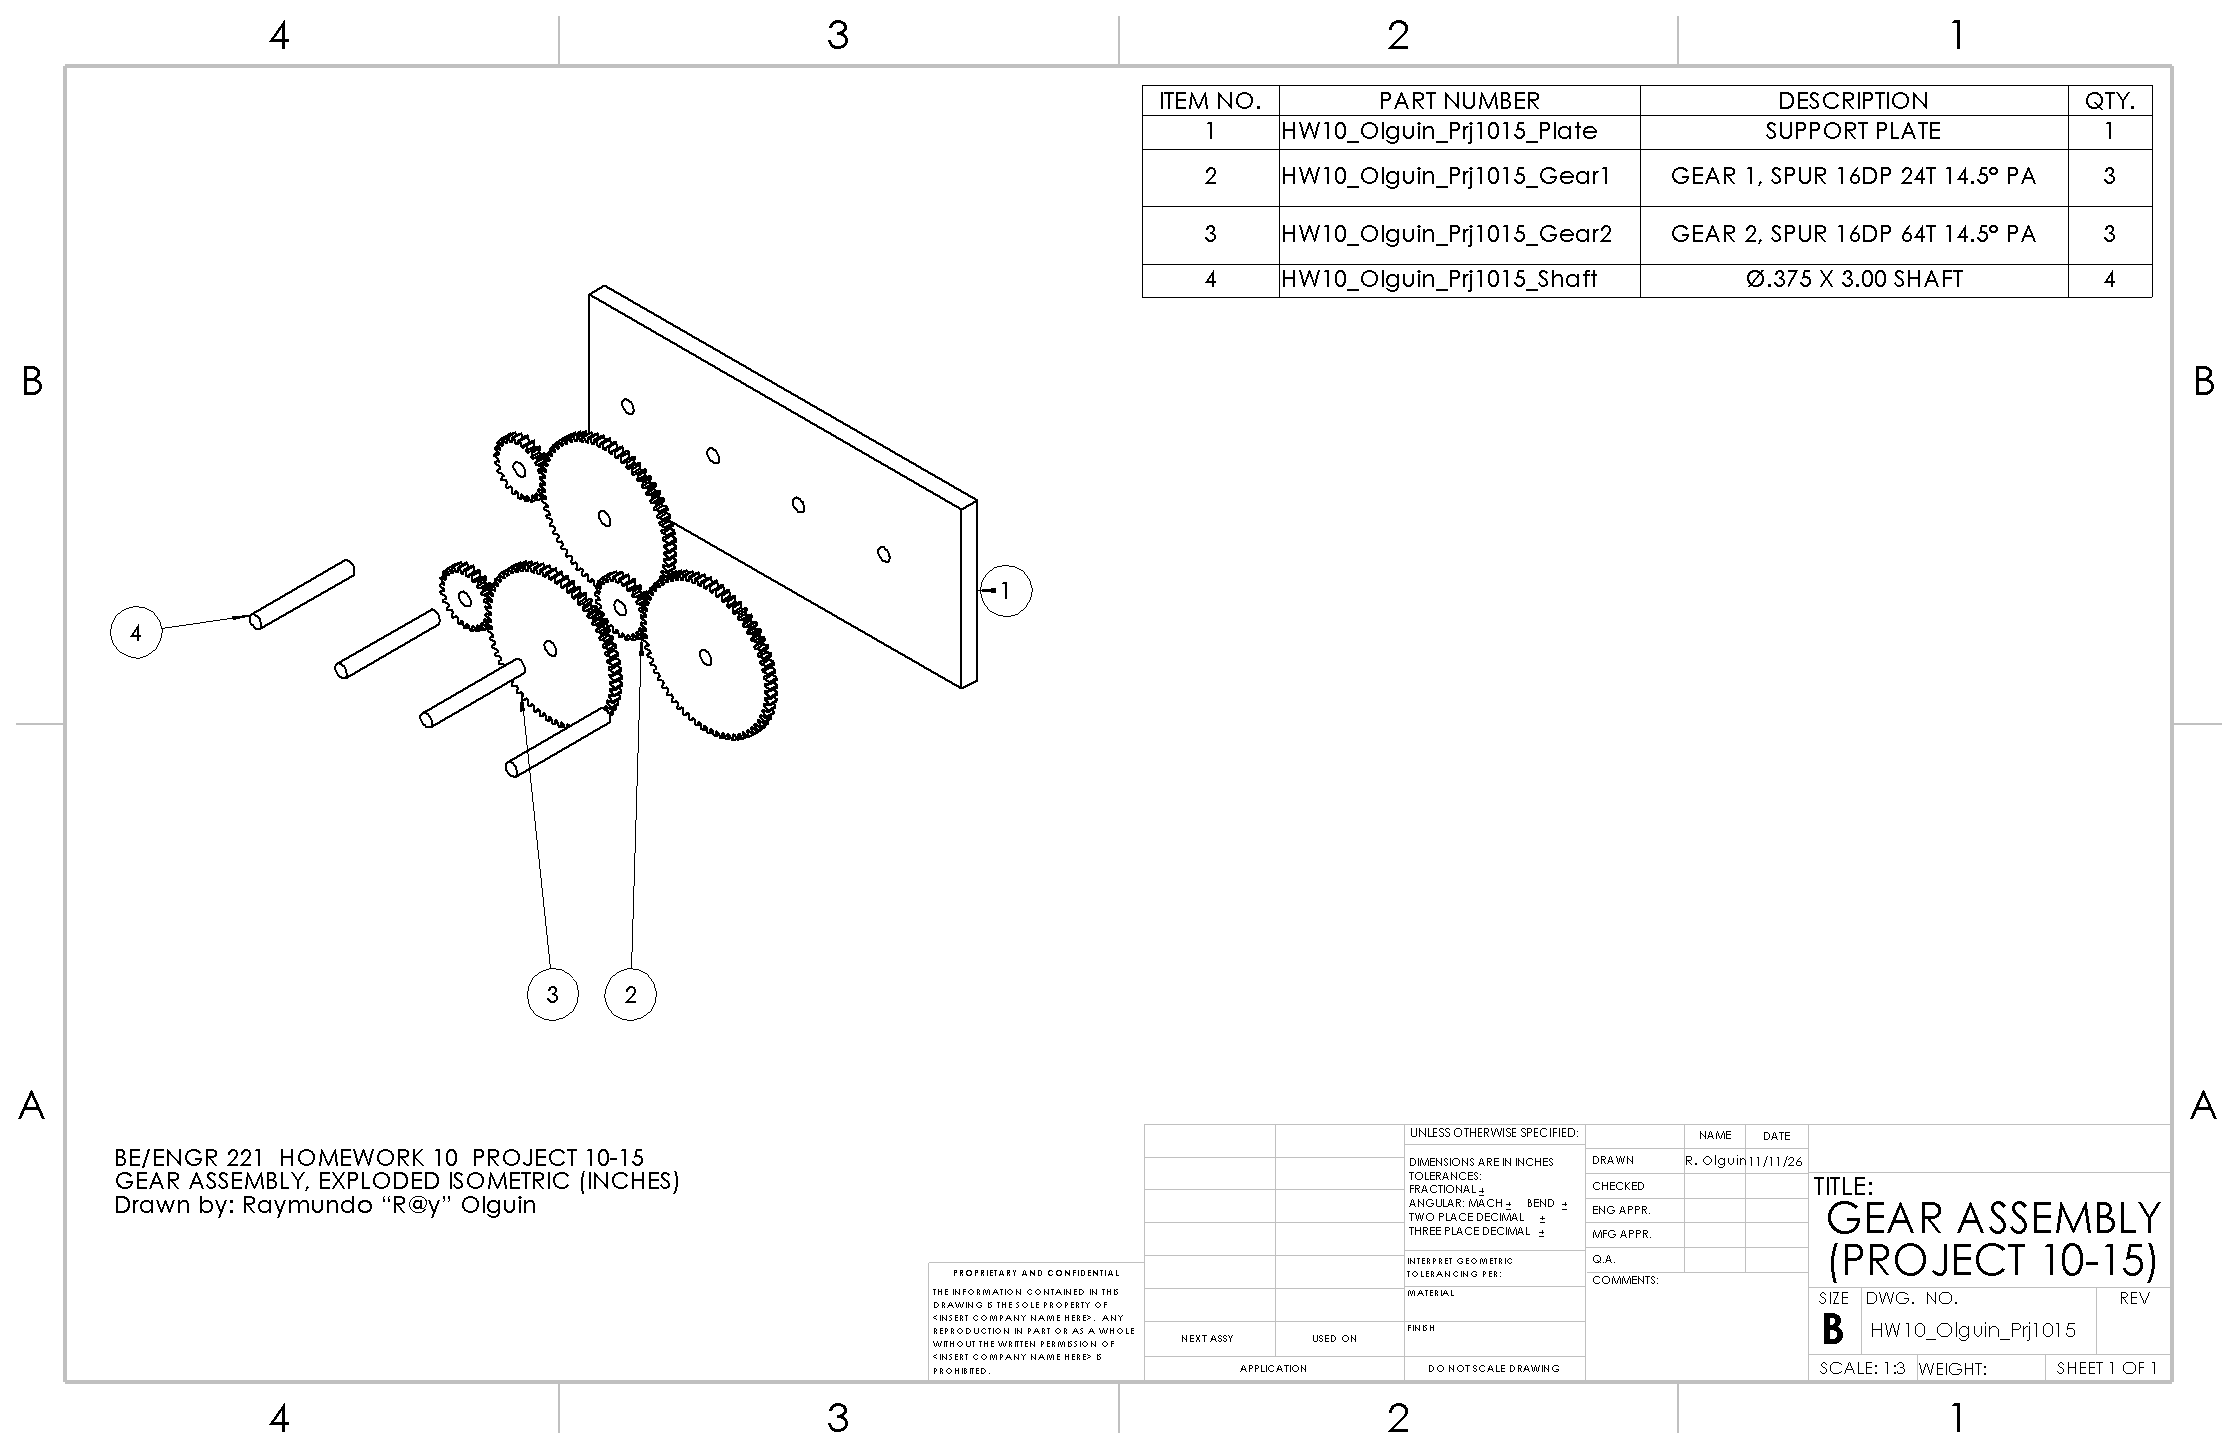 4 3 2 1
ITEM NO. PART NUMBER DESCRIPTION QTY.
1 HW10_Olguin_Prj1015_Plate SUPPORT PLATE 1
2 HW10_Olguin_Prj1015_Gear1 GEAR 1, SPUR 16DP 24T 14.5° PA 3
3 HW10_Olguin_Prj1015_Gear2 GEAR 2, SPUR 16DP 64T 14.5° PA 3
4 HW10_Olguin_Prj1015_Shaft Ø.375 X 3.00 SHAFT 4
B B
1
4
3 2
A A
BE/ENGR 221 HOMEWORK 10 PROJECT 10-15
GEAR ASSEMBLY, EXPLODED ISOMETRIC (INCHES)
Drawn by: Raymundo “R@y” Olguin
PROPRIETARY AND CONFIDENTIAL
THE INFORMATION CONTAINED IN THIS
DRAWING IS THE SOLE PROPERTY OF
<INSERT COMPANY NAME HERE>. ANY
REPRODUCTION IN PART OR AS A WHOLE
WITHOUT THE WRITTEN PERMISSION OF
<INSERT COMPANY NAME HERE> IS
PROHIBITED.
NEXT ASSY USED ON
APPLICATION
UNLESS OTHERWISE SPECIFIED:
DIMENSIONS ARE IN INCHES
TOLERANCES:
FRACTIONAL ±
ANGULAR: MACH ± BEND ±
TWO PLACE DECIMAL ±
THREE PLACE DECIMAL ±
INTERPRET GEOMETRIC
TOLERANCING PER:
MATERIAL
FINISH
DO NOT SCALE DRAWING
NAME DATE
DRAWN R. Olguin 11/11/26
CHECKED
ENG APPR.
MFG APPR.
Q.A.
COMMENTS:
TITLE:
GEAR ASSEMBLY
(PROJECT 10-15)
SIZE DWG. NO. REV
B HW10_Olguin_Prj1015
SCALE: 1:3 WEIGHT: SHEET 1 OF 1
4 3 2 1